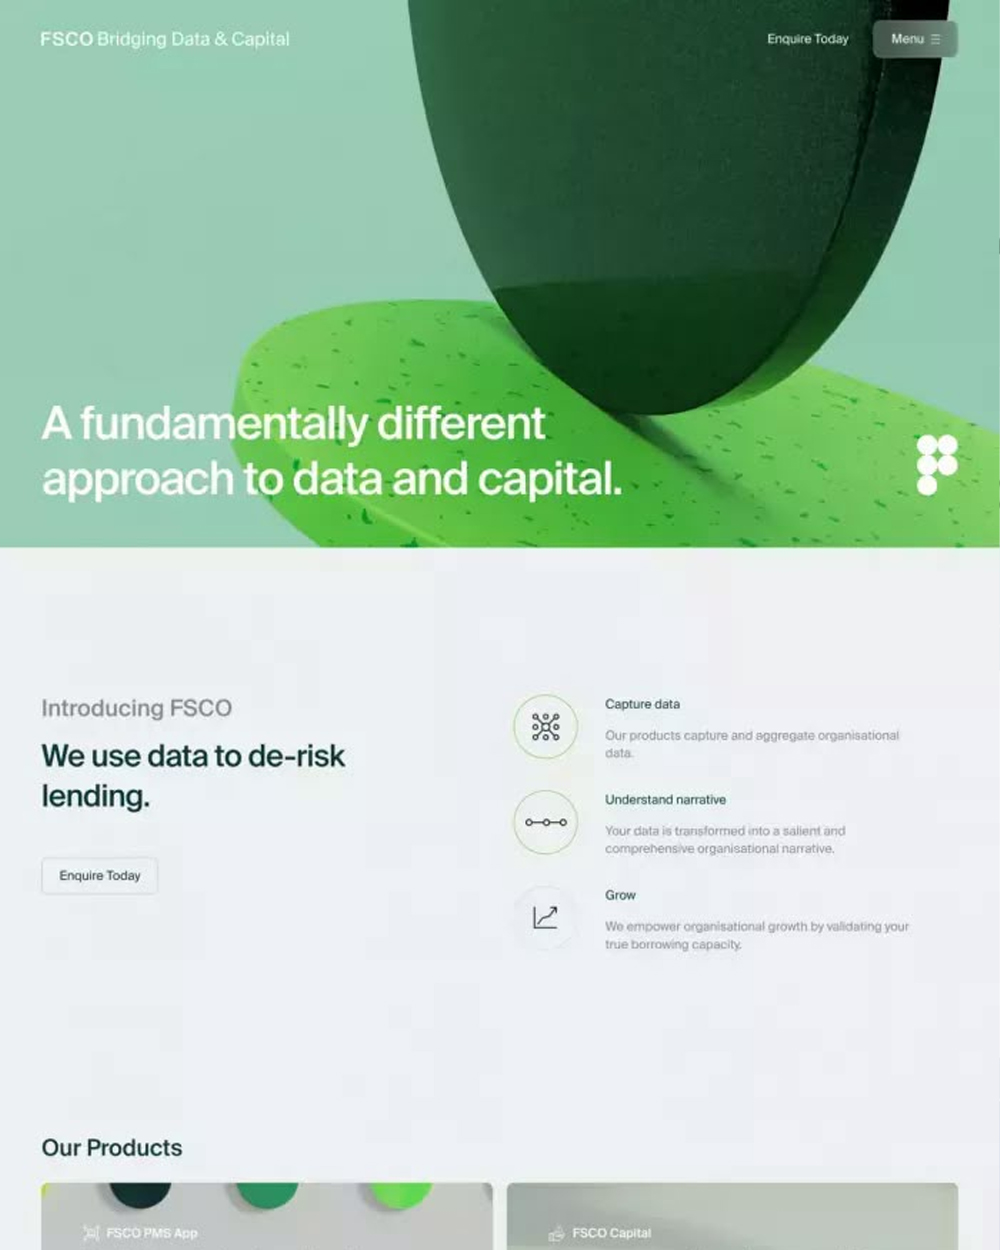 FSCO Bridging Data & Capital
Enquire Today
Menu
A fundamentally different
approach to data and capital.
Introducing FSCO
We use data to de-risk
lending.
Enquire Today
Capture data
Our products capture and aggregate organisational
data.
Understand narrative
Your data is transformed into a salient and
comprehensive organisational narrative.
Grow
We empower organisational growth by validating your
true borrowing capacity.
Our Products
FSCO PMS App
FSCO Capital